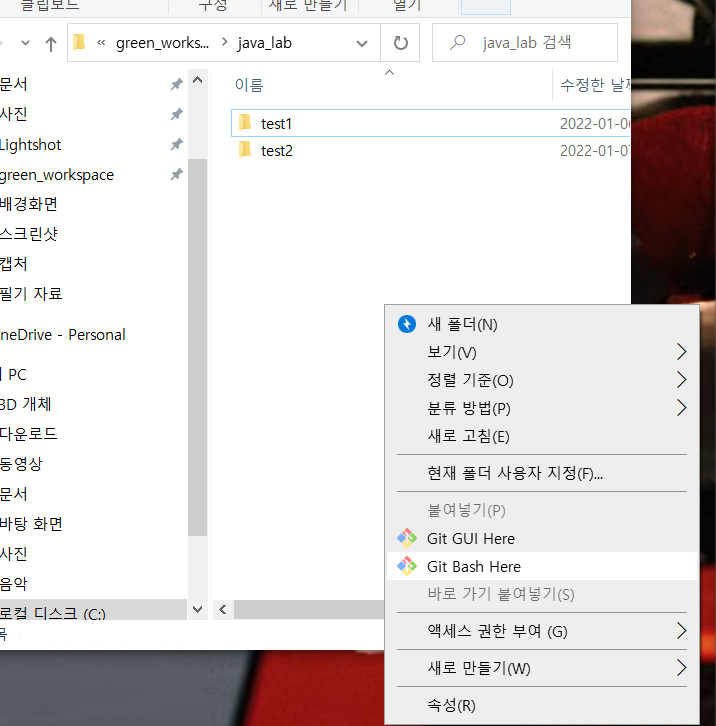 클립보드 구성 새로 만들기 열기
« green_works... > java_lab
java_lab 검색
문서
사진
Lightshot
green_workspace
배경화면
스크린샷
캡처
필기 자료
neDrive - Personal
PC
3D 개체
다운로드
동영상
문서
바탕 화면
사진
음악
로컬 디스크 (C:)
목
이름 수정한 날짜
test1 2022-01-06
test2 2022-01-07
새 폴더(N)
보기(V)
정렬 기준(O)
분류 방법(P)
새로 고침(E)
현재 폴더 사용자 지정(F)...
붙여넣기(P)
Git GUI Here
Git Bash Here
바로 가기 붙여넣기(S)
액세스 권한 부여 (G)
새로 만들기(W)
속성(R)